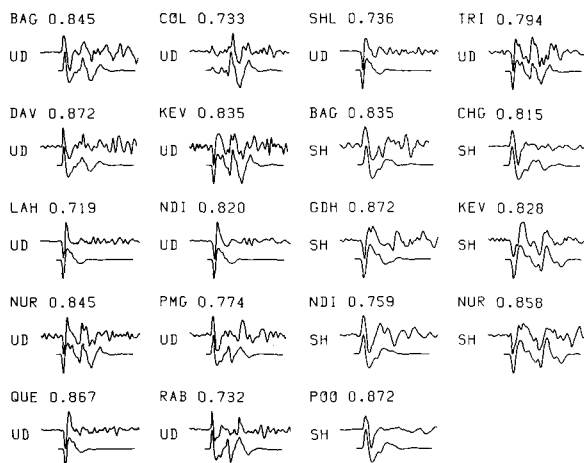 BAG 0.845 COL 0.733 SHL 0.736 TRI 0.794
UD UD UD UD
DAV 0.872 KEV 0.835 BAG 0.835 CHG 0.815
UD UD SH SH
LAH 0.719 NDI 0.820 GDH 0.872 KEV 0.828
UD UD SH SH
NUR 0.845 PMG 0.774 NDI 0.759 NUR 0.858
UD UD SH SH
QUE 0.867 RAB 0.732 POO 0.872
UD UD SH